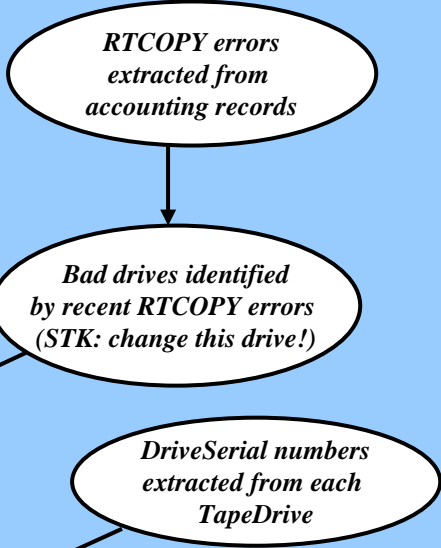 RTCOPY errors
extracted from
accounting records
Bad drives identified
by recent RTCOPY errors
(STK: change this drive!)
DriveSerial numbers
extracted from each
TapeDrive